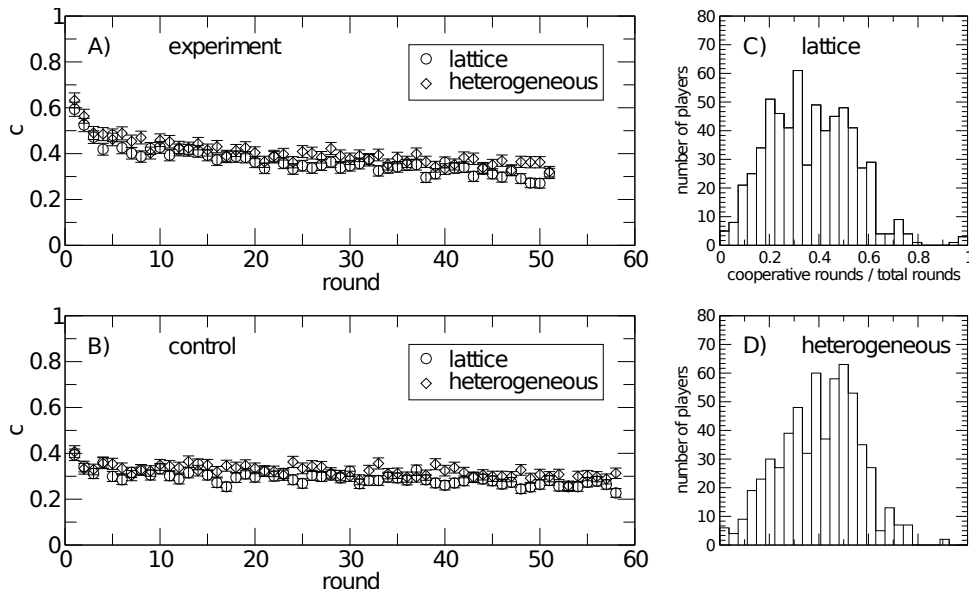 A) experiment
lattice
heterogeneous
1
0.8
0.6
0.4
0.2
0
c
0 10 20 30 40 50 60
round
B) control
lattice
heterogeneous
1
0.8
0.6
0.4
0.2
0
c
0 10 20 30 40 50 60
round
C) lattice
80
70
60
50
40
30
20
10
0
number of players
0 0.2 0.4 0.6 0.8 1
cooperative rounds / total rounds
D) heterogeneous
80
70
60
50
40
30
20
10
0
number of players